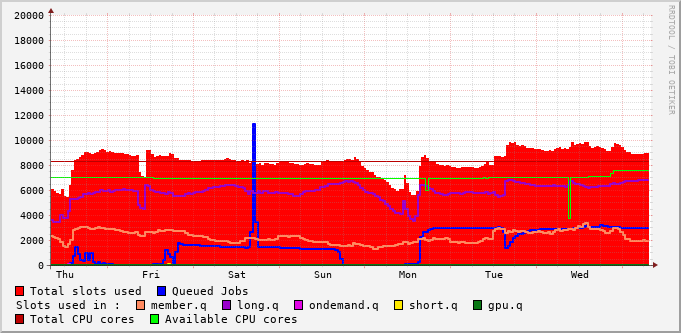 20000
18000
16000
14000
12000
10000
8000
6000
4000
2000
0
Thu Fri Sat Sun Mon Tue Wed
RRDTOOL / TOBI OETIKER
Total slots used Queued Jobs
Slots used in : member.q long.q ondemand.q short.q gpu.q
Total CPU cores Available CPU cores